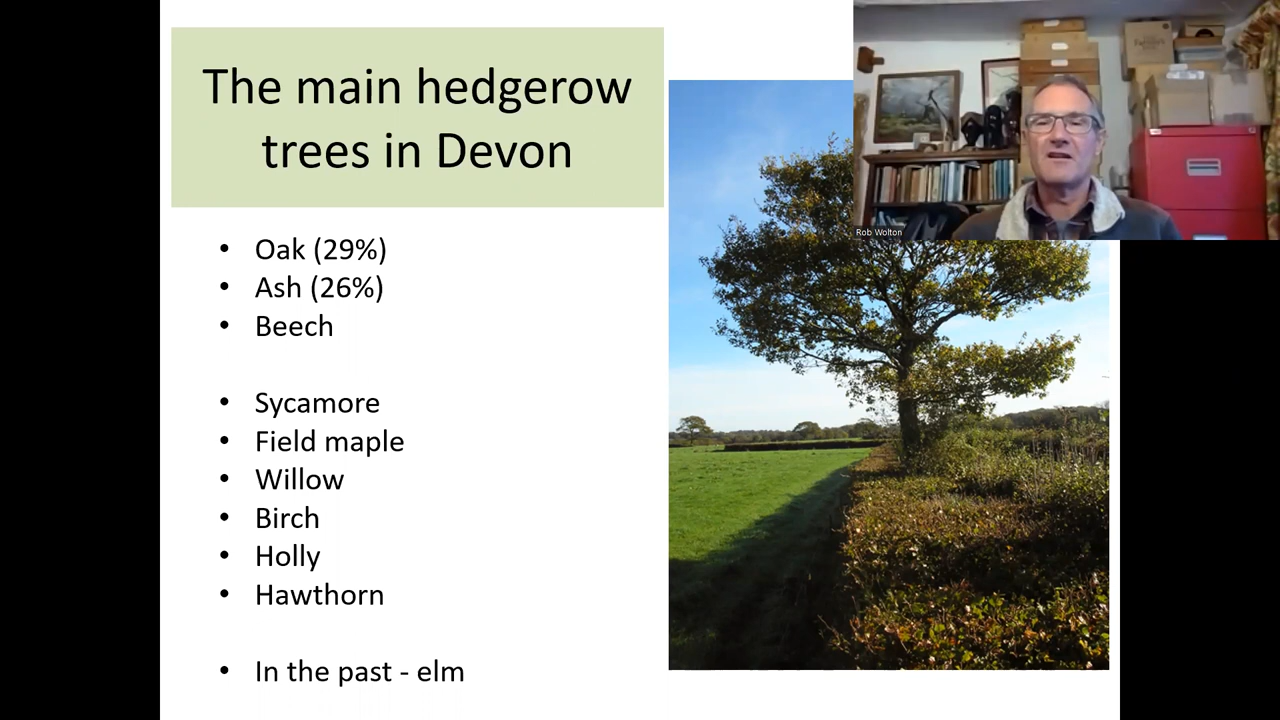 The main hedgerow
trees in Devon
• Oak (29%)
• Ash (26%)
• Beech
• Sycamore
• Field maple
• Willow
• Birch
• Holly
• Hawthorn
• In the past - elm
Rob Wolton